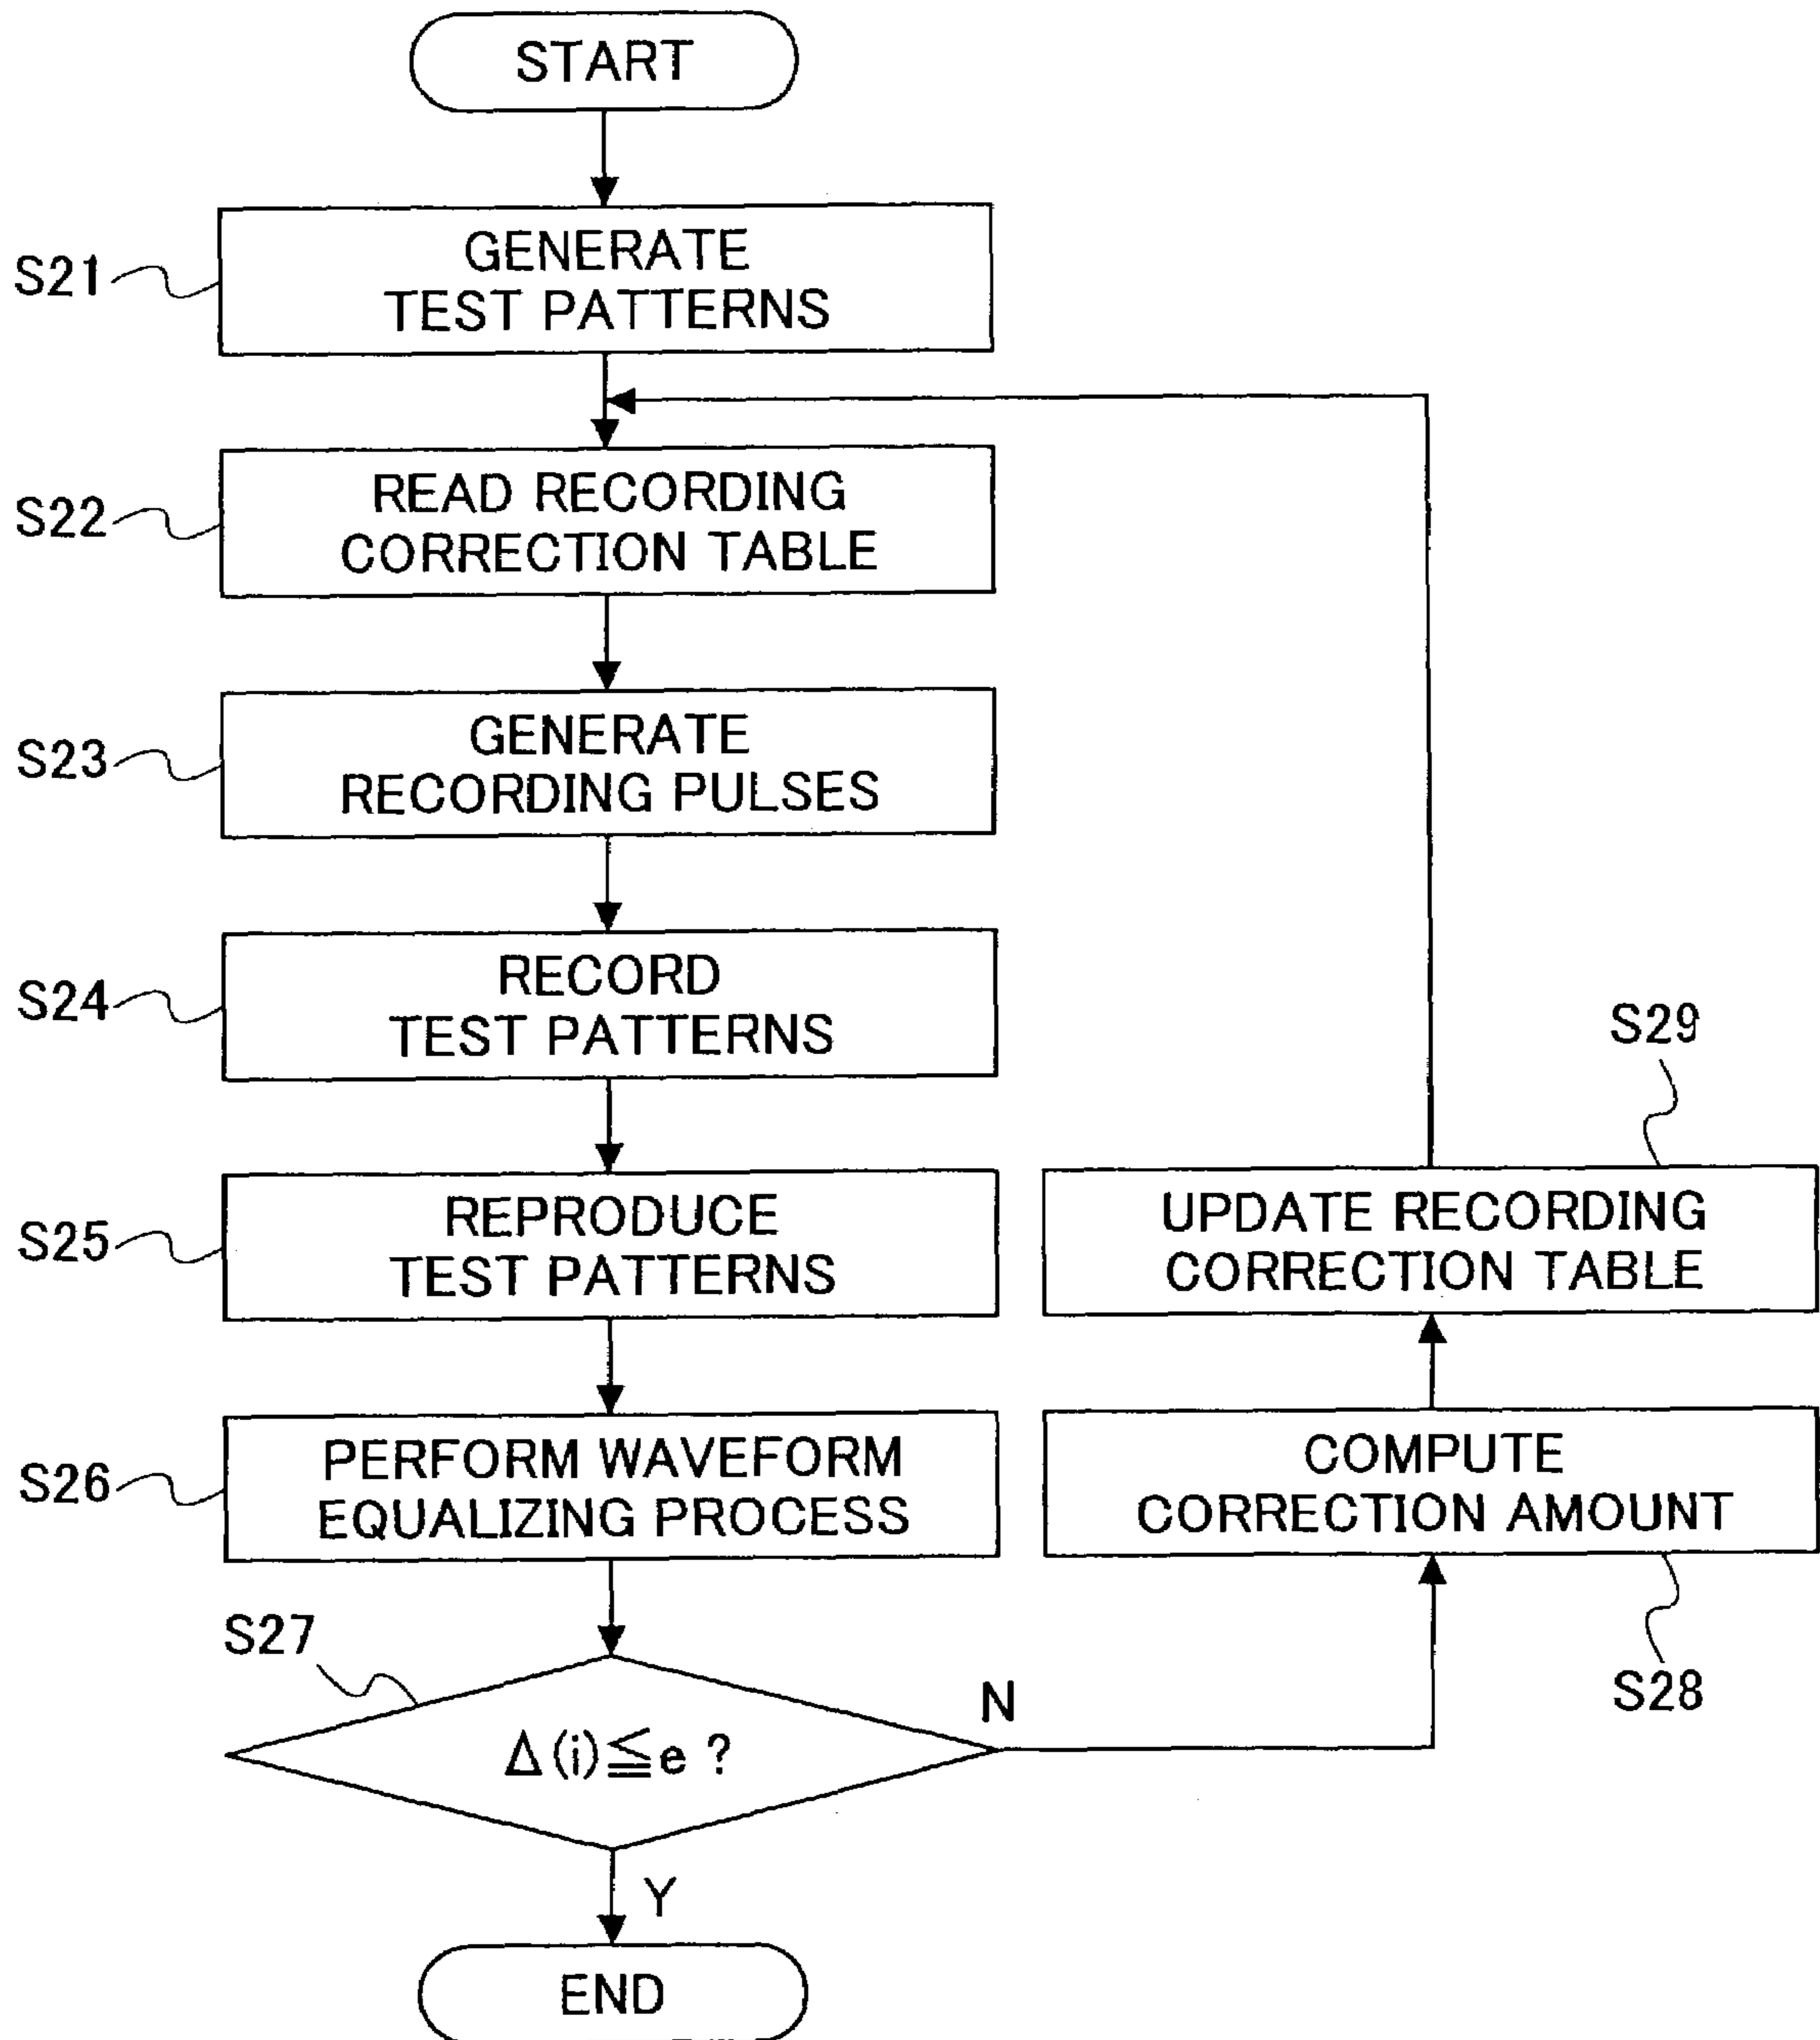 START
S21
GENERATE
TEST PATTERNS
S22
READ RECORDING
CORRECTION TABLE
S23
GENERATE
RECORDING PULSES
S24
RECORD
TEST PATTERNS
S25
REPRODUCE
TEST PATTERNS
S26
PERFORM WAVEFORM
EQUALIZING PROCESS
S27
Δ(i)≦e ?
N
S28
COMPUTE
CORRECTION AMOUNT
S29
UPDATE RECORDING
CORRECTION TABLE
Y
END